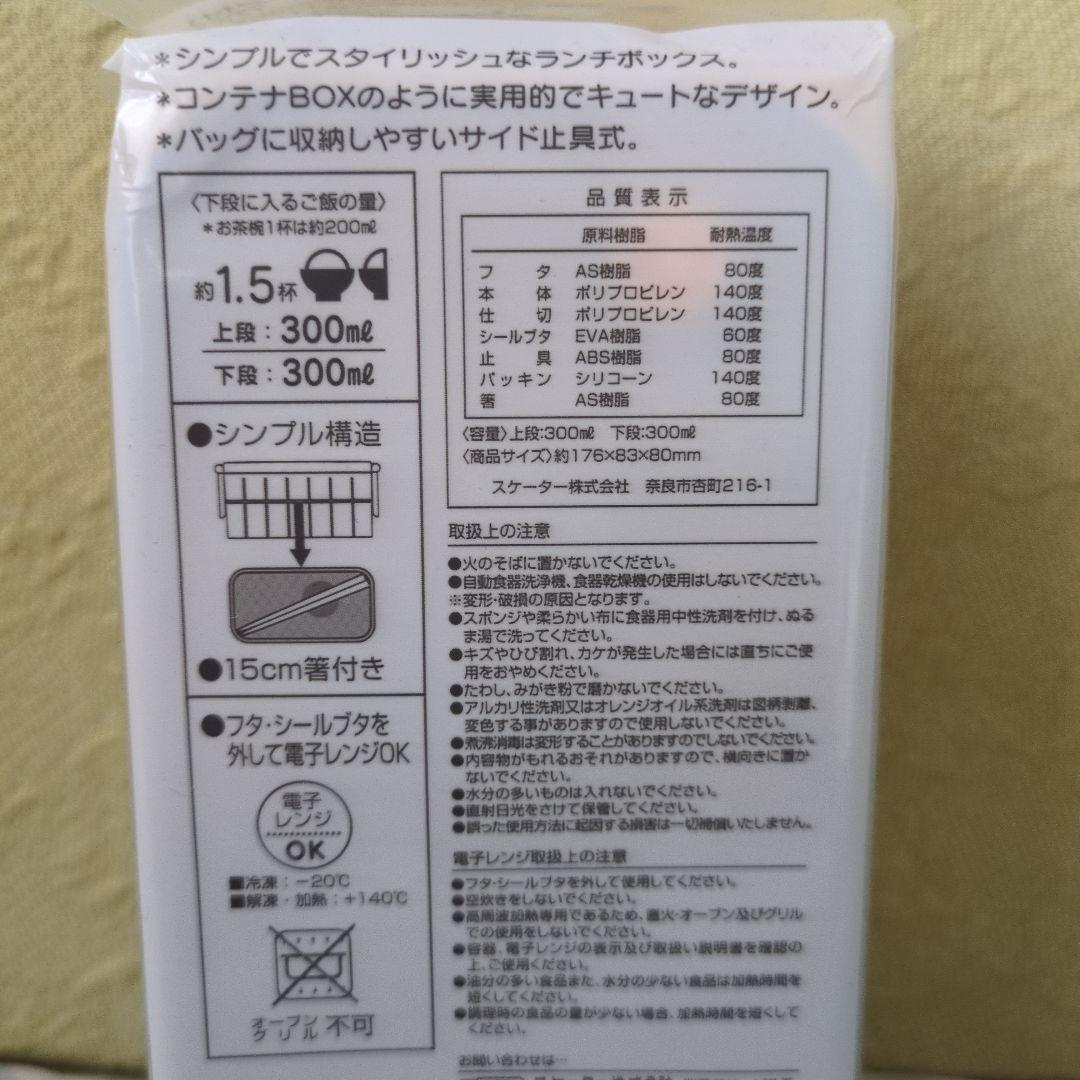 *シンプルでスタイリッシュなランチボックス。
*コンテナBOXのように実用的でキュートなデザイン。
*バッグに収納しやすいサイド止具式。
〈下段に入るご飯の量〉
*お茶碗1杯は約200㎖
約1.5杯
上段：300㎖
下段：300㎖
●シンプル構造
●15cm箸付き
●フタ・シールブタを
外して電子レンジOK
電子
レンジ
OK
■冷凍：−20℃
■解凍・加熱：+140℃
オーブン
グリル 不可
品質表示
原料樹脂 耐熱温度
フタ AS樹脂 80度
本体 ポリプロピレン 140度
仕切 ポリプロピレン 140度
シールブタ EVA樹脂 60度
止具 ABS樹脂 80度
パッキン シリコーン 140度
箸 AS樹脂 80度
〈容量〉上段:300㎖ 下段:300㎖
〈商品サイズ〉約176×83×80mm
スケーター株式会社 奈良市杏町216-1
取扱上の注意
●火のそばに置かないでください。
●自動食器洗浄機、食器乾燥機の使用はしないでください。
※変形・破損の原因となります。
●スポンジや柔らかい布に食器用中性洗剤を付け、ぬる
ま湯で洗ってください。
●キズやひび割れ、カケが発生した場合には直ちにご使
用をおやめください。
●たわし、みがき粉で磨かないでください。
●アルカリ性洗剤又はオレンジオイル系洗剤は図柄剥離、
変色する事がありますので使用しないでください。
●煮沸消毒は変形することがありますのでしないでください。
●内容物がもれるおそれがありますので、横向きに置か
ないでください。
●水分の多いものは入れないでください。
●直射日光をさけて保管してください。
●誤った使用方法に起因する損害は一切補償いたしません。
電子レンジ取扱上の注意
●フタ・シールブタを外して使用してください。
●空炊きをしないでください。
●高周波加熱専用であるため、直火・オーブン及びグリル
での使用をしないでください。
●容器、電子レンジの表示及び取扱い説明書を確認の
上、ご使用ください。
●油分の多い食品また、水分の少ない食品は加熱時間を
短くしてください。
●調理時の食品の量が少ない場合、加熱時間を短くして
ください。
お問い合わせは…